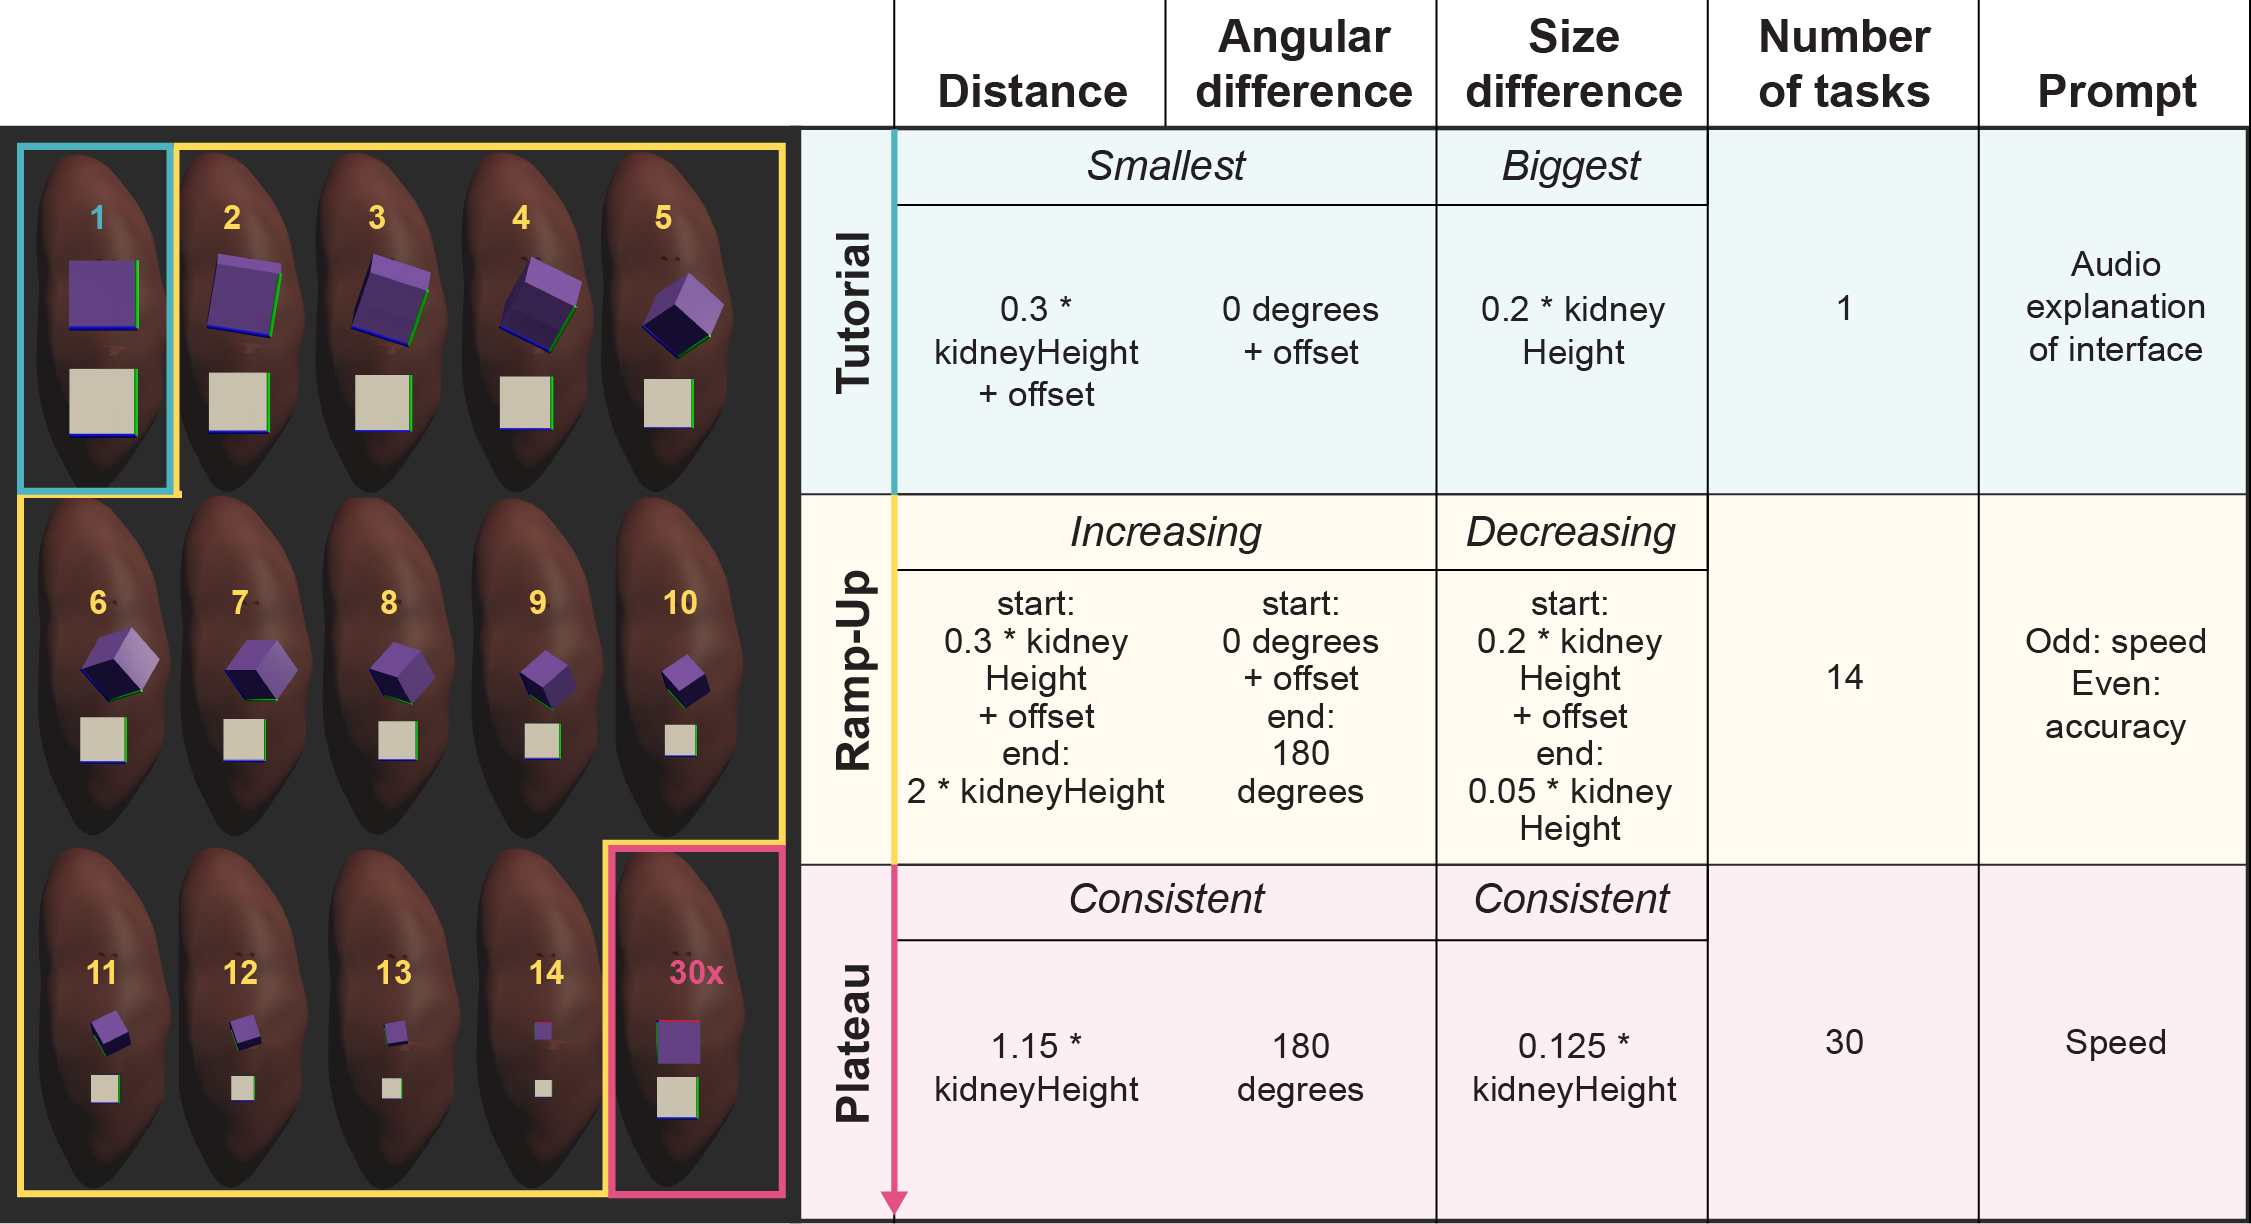 Distance
Angular
difference
Size
difference
Number
of tasks
Prompt
1
2
3
4
5
6
7
8
9
10
11
12
13
14
30x
Tutorial
Smallest
Biggest
0.3 *
kidneyHeight
+ offset
0 degrees
+ offset
0.2 * kidney
Height
1
Audio
explanation
of interface
Ramp-Up
Increasing
Decreasing
start:
0.3 * kidney
Height
+ offset
end:
2 * kidneyHeight
start:
0 degrees
+ offset
end:
180
degrees
start:
0.2 * kidney
Height
+ offset
end:
0.05 * kidney
Height
14
Odd: speed
Even:
accuracy
Plateau
Consistent
Consistent
1.15 *
kidneyHeight
180
degrees
0.125 *
kidneyHeight
30
Speed